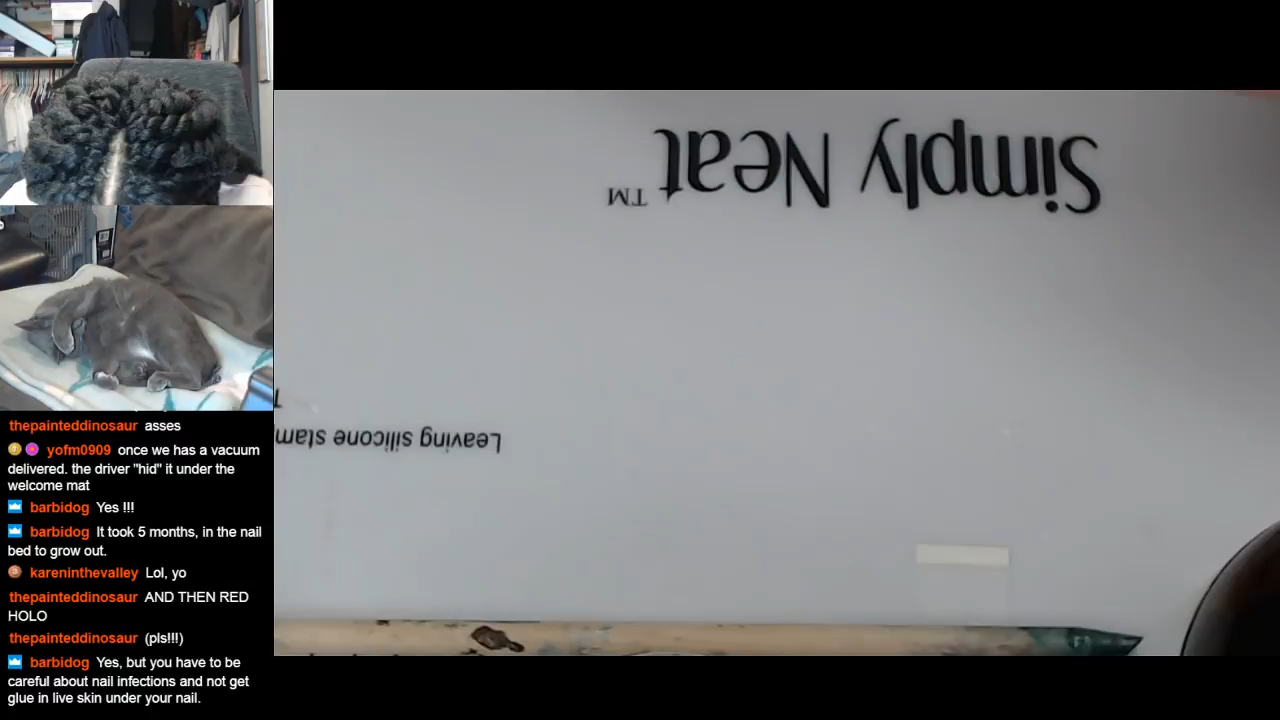 Simply Neat™
Leaving silicone stam
thepainteddinosaur asses
yofm0909 once we has a vacuum
delivered. the driver "hid" it under the
welcome mat
barbidog Yes !!!
barbidog It took 5 months, in the nail
bed to grow out.
kareninthevalley Lol, yo
thepainteddinosaur AND THEN RED
HOLO
thepainteddinosaur (pls!!!)
barbidog Yes, but you have to be
careful about nail infections and not get
glue in live skin under your nail.